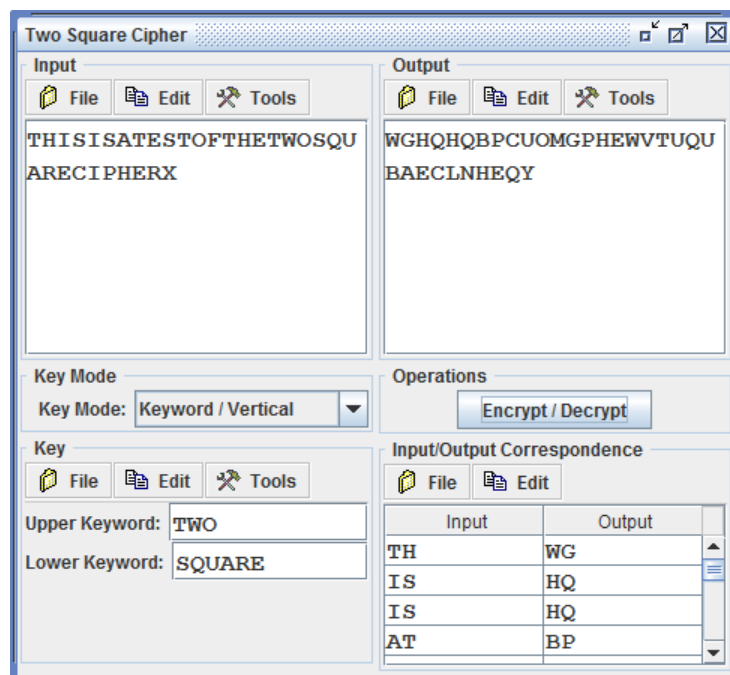 Two Square Cipher
Input
File Edit Tools
THISISATESTOFTHETWOSQU
ARECIPHERX
Output
File Edit Tools
WGHQHQBPCUOMGPHEWVTUQU
BAECLNHEQY
Key Mode
Key Mode: Keyword / Vertical
Operations
Encrypt / Decrypt
Key
File Edit Tools
Upper Keyword: TWO
Lower Keyword: SQUARE
Input/Output Correspondence
File Edit
Input Output
TH WG
IS HQ
IS HQ
AT BP